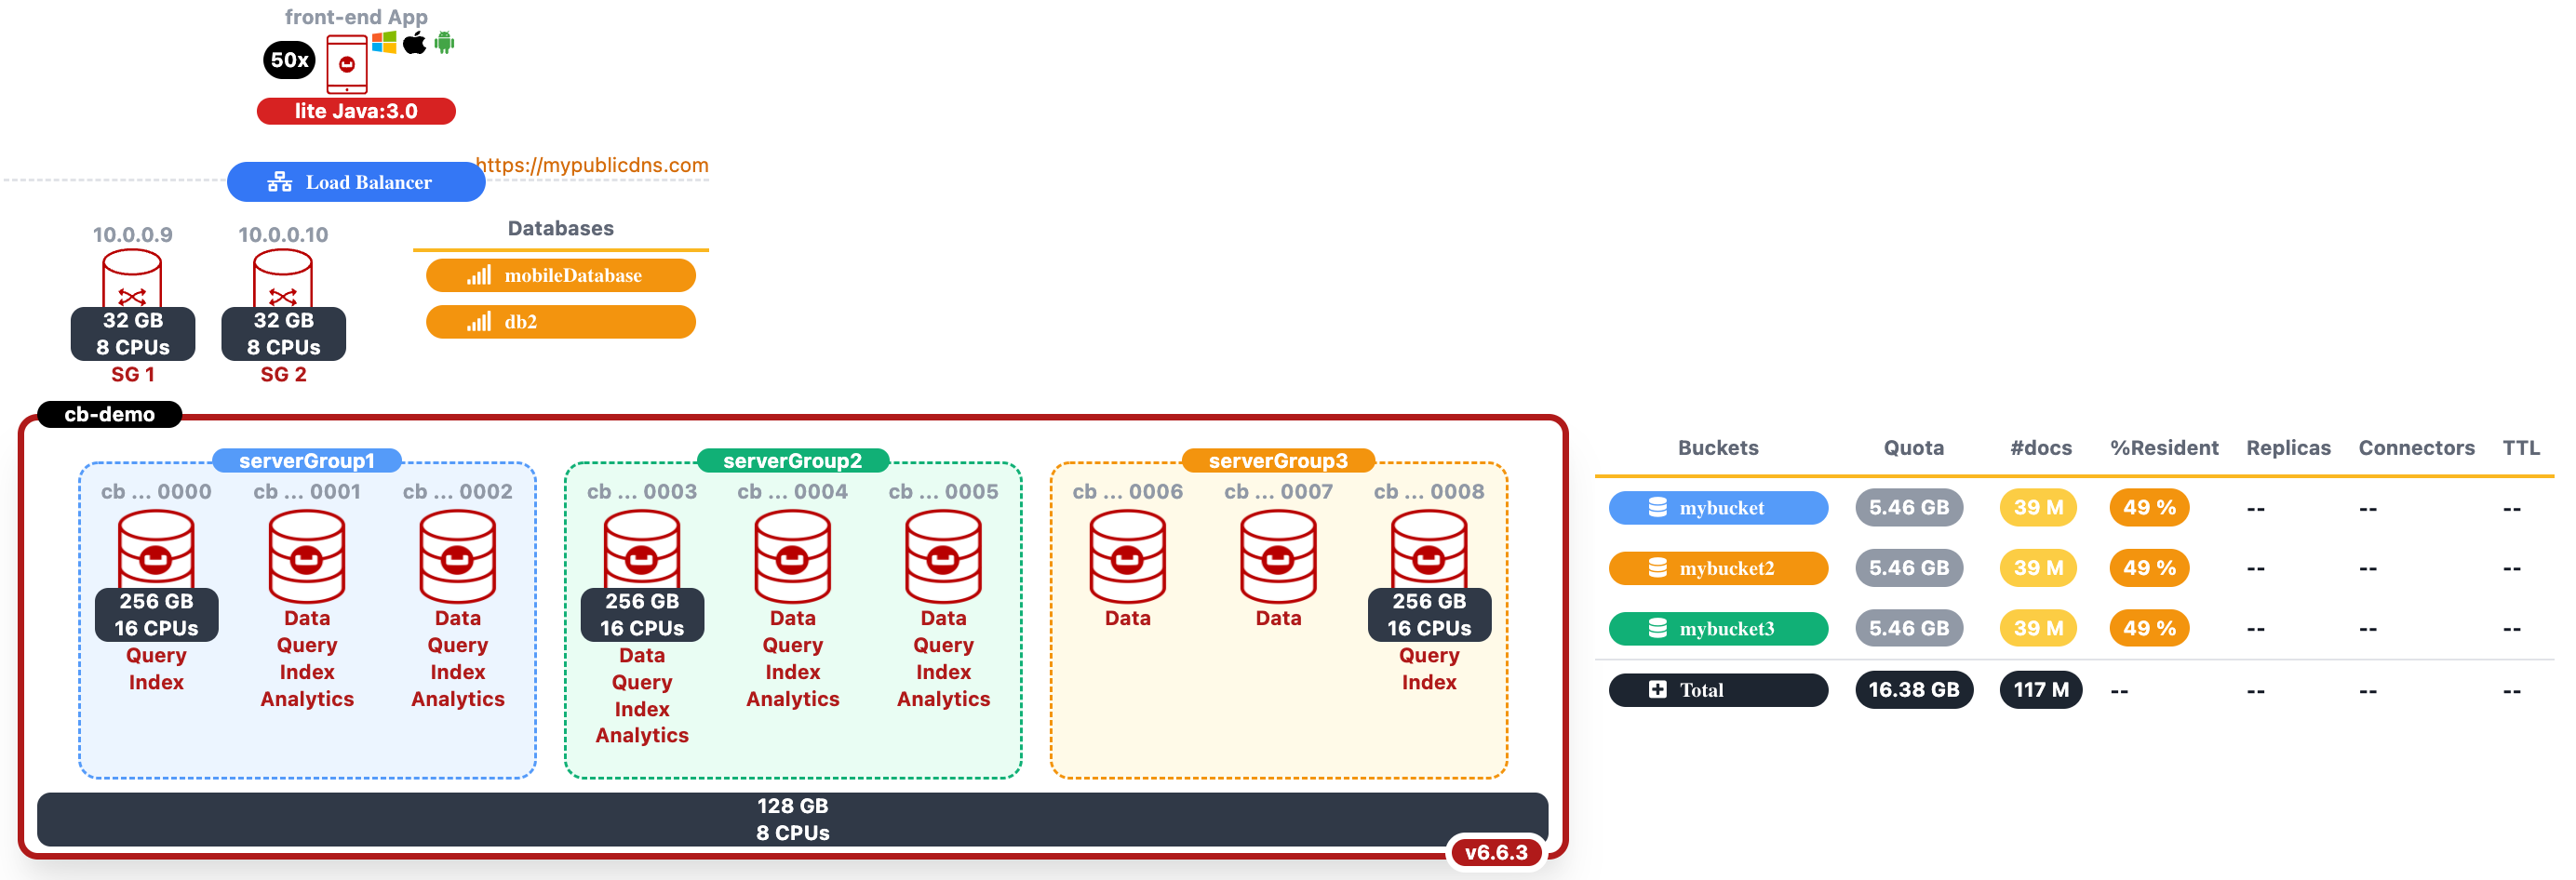 front-end App
50x
lite Java:3.0
https://mypublicdns.com
Load Balancer
10.0.0.9
10.0.0.10
32 GB
8 CPUs
SG 1
32 GB
8 CPUs
SG 2
Databases
mobileDatabase
db2
cb-demo
serverGroup1
cb ... 0000
256 GB
16 CPUs
Query
Index
cb ... 0001
Data
Query
Index
Analytics
cb ... 0002
Data
Query
Index
Analytics
serverGroup2
cb ... 0003
256 GB
16 CPUs
Data
Query
Index
Analytics
cb ... 0004
Data
Query
Index
Analytics
cb ... 0005
Data
Query
Index
Analytics
serverGroup3
cb ... 0006
Data
cb ... 0007
Data
cb ... 0008
256 GB
16 CPUs
Query
Index
128 GB
8 CPUs
v6.6.3
Buckets Quota #docs %Resident Replicas Connectors TTL
mybucket 5.46 GB 39 M 49 % -- -- --
mybucket2 5.46 GB 39 M 49 % -- -- --
mybucket3 5.46 GB 39 M 49 % -- -- --
Total 16.38 GB 117 M -- -- -- --